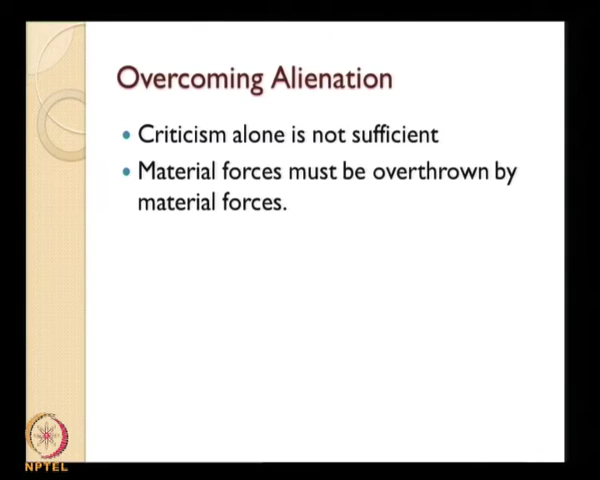 Overcoming Alienation
• Criticism alone is not sufficient
• Material forces must be overthrown by
material forces.
NPTEL